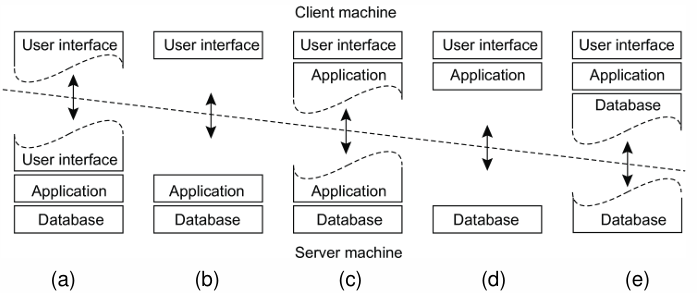 Client machine
User interface User interface User interface User interface User interface
Application Application Application
Database
User interface
Application Application Application
Database Database Database Database Database
Server machine
(a) (b) (c) (d) (e)